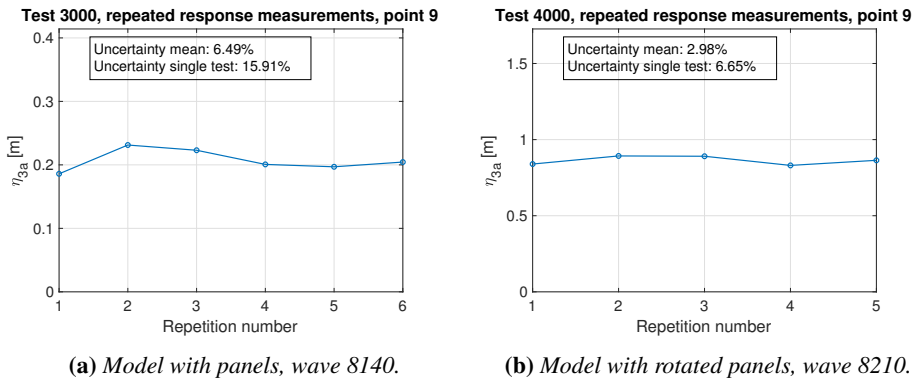 Test 3000, repeated response measurements, point 9
0.4
0.3
0.2
0.1
0
η3a [m]
Uncertainty mean: 6.49%
Uncertainty single test: 15.91%
1 2 3 4 5 6
Repetition number
(a) Model with panels, wave 8140.
Test 4000, repeated response measurements, point 9
1.5
1
0.5
0
η3a [m]
Uncertainty mean: 2.98%
Uncertainty single test: 6.65%
1 2 3 4 5
Repetition number
(b) Model with rotated panels, wave 8210.